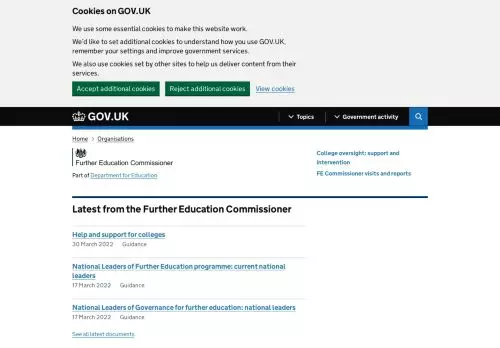 Cookies on GOV.UK
We use some essential cookies to make this website work.
We'd like to set additional cookies to understand how you use GOV.UK,
remember your settings and improve government services.
We also use cookies set by other sites to help us deliver content from their
services.
Accept additional cookies Reject additional cookies View cookies
GOV.UK Topics Government activity
Home Organisations
Further Education Commissioner
Part of Department for Education
College oversight: support and
intervention
FE Commissioner visits and reports
Latest from the Further Education Commissioner
Help and support for colleges
30 March 2022 Guidance
National Leaders of Further Education programme: current national
leaders
17 March 2022 Guidance
National Leaders of Governance for further education: national leaders
17 March 2022 Guidance
See all latest documents